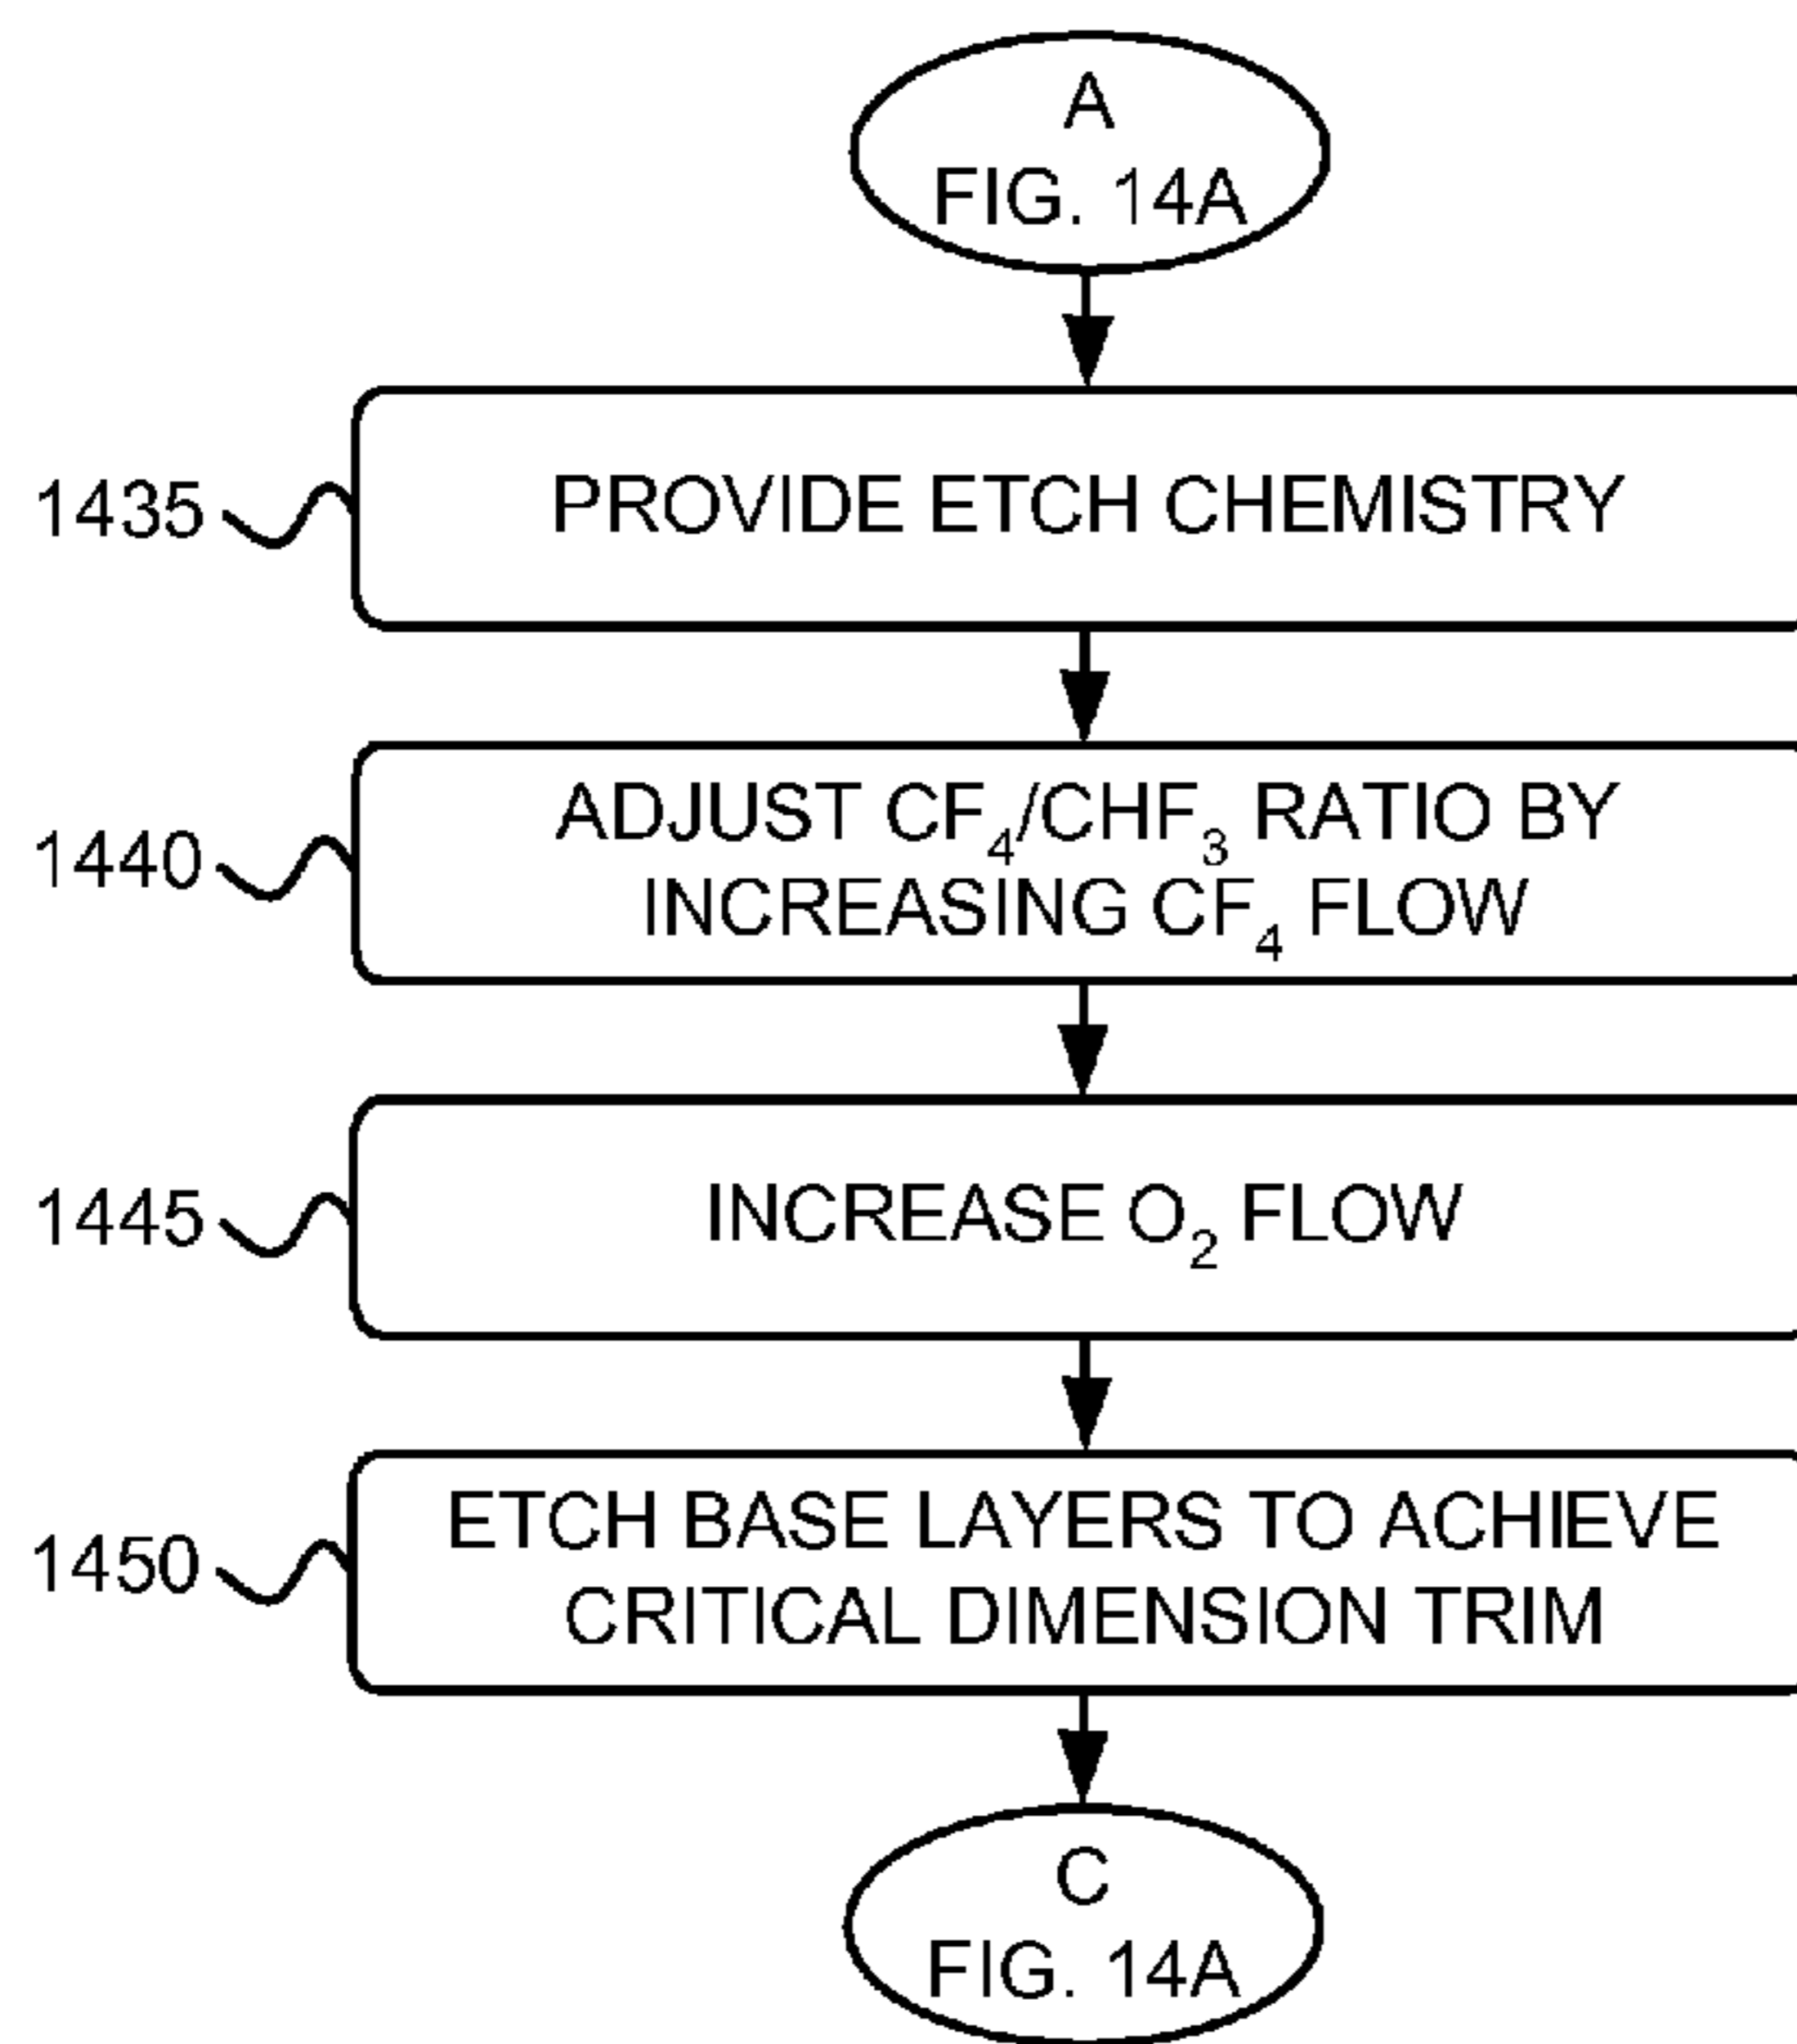 A
FIG. 14A
1435
PROVIDE ETCH CHEMISTRY
1440
ADJUST CF₄/CHF₃ RATIO BY
INCREASING CF₄ FLOW
1445
INCREASE O₂ FLOW
1450
ETCH BASE LAYERS TO ACHIEVE
CRITICAL DIMENSION TRIM
C
FIG. 14A